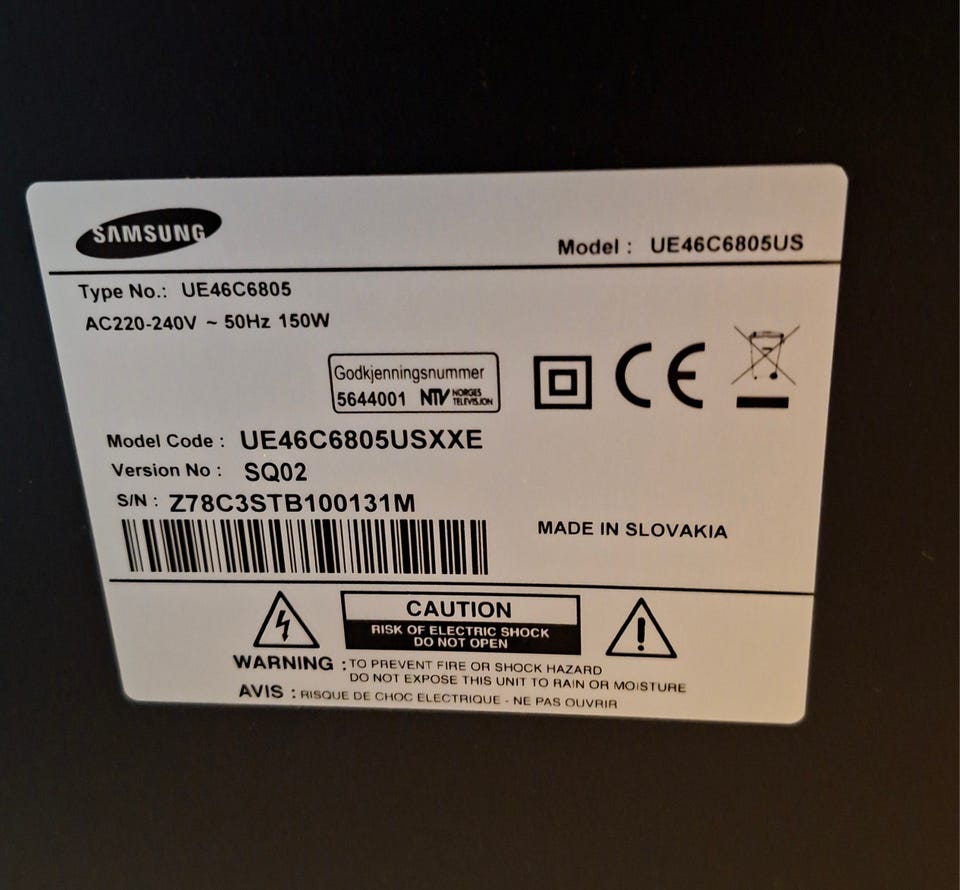 SAMSUNG
Model : UE46C6805US
Type No.: UE46C6805
AC220-240V ~ 50Hz 150W
Godkjenningsnummer
5644001 NTV NORGES TELEVISJON
CE
Model Code : UE46C6805USXXE
Version No : SQ02
S/N : Z78C3STB100131M
MADE IN SLOVAKIA
CAUTION
RISK OF ELECTRIC SHOCK
DO NOT OPEN
WARNING : TO PREVENT FIRE OR SHOCK HAZARD
DO NOT EXPOSE THIS UNIT TO RAIN OR MOISTURE
AVIS : RISQUE DE CHOC ELECTRIQUE - NE PAS OUVRIR